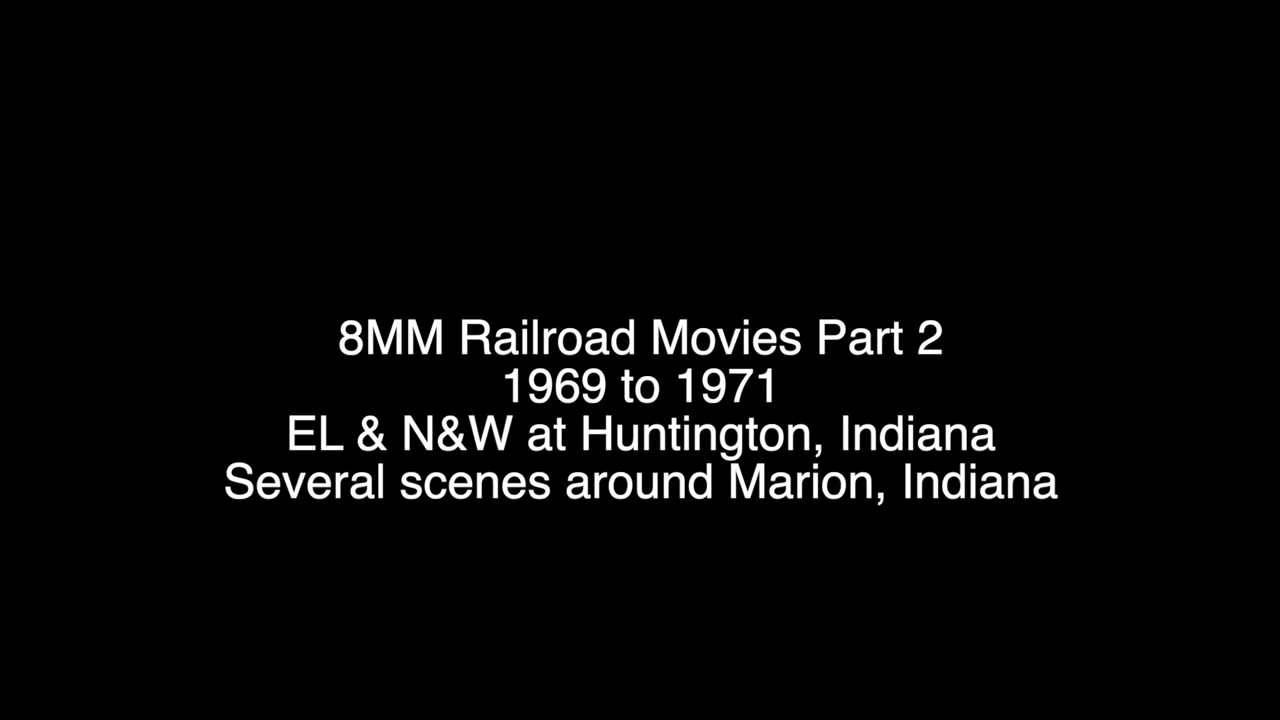 8MM Railroad Movies Part 2
1969 to 1971
EL & N&W at Huntington, Indiana
Several scenes around Marion, Indiana